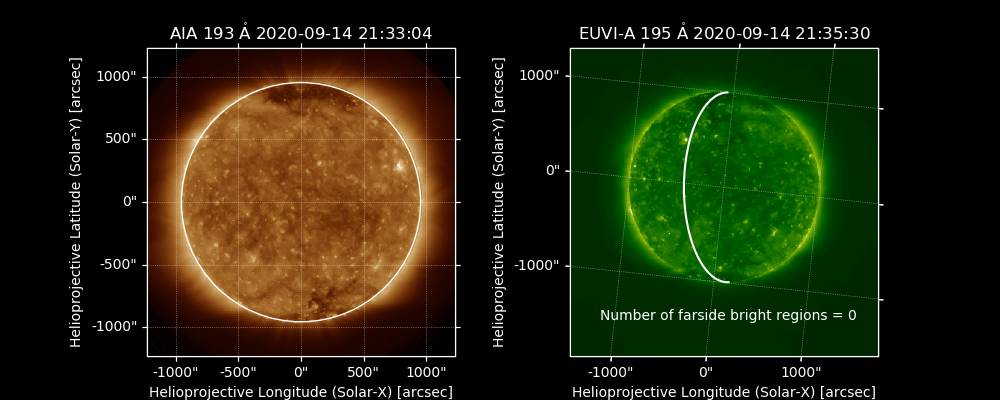 AIA 193 Å 2020-09-14 21:33:04
Helioprojective Latitude (Solar-Y) [arcsec]
1000"
500"
0"
-500"
-1000"
-1000"
-500"
0"
500"
1000"
Helioprojective Longitude (Solar-X) [arcsec]
EUVI-A 195 Å 2020-09-14 21:35:30
Helioprojective Latitude (Solar-Y) [arcsec]
1000"
0"
-1000"
Number of farside bright regions = 0
-1000"
0"
1000"
Helioprojective Longitude (Solar-X) [arcsec]